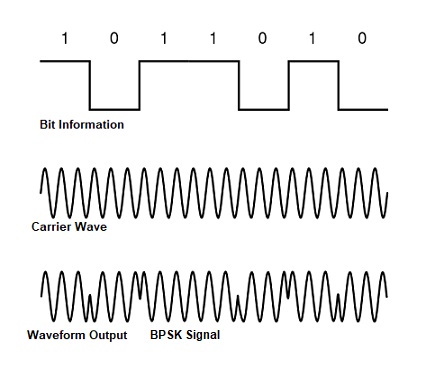 1 0 1 1 0 1 0
Bit Information
Carrier Wave
Waveform Output BPSK Signal